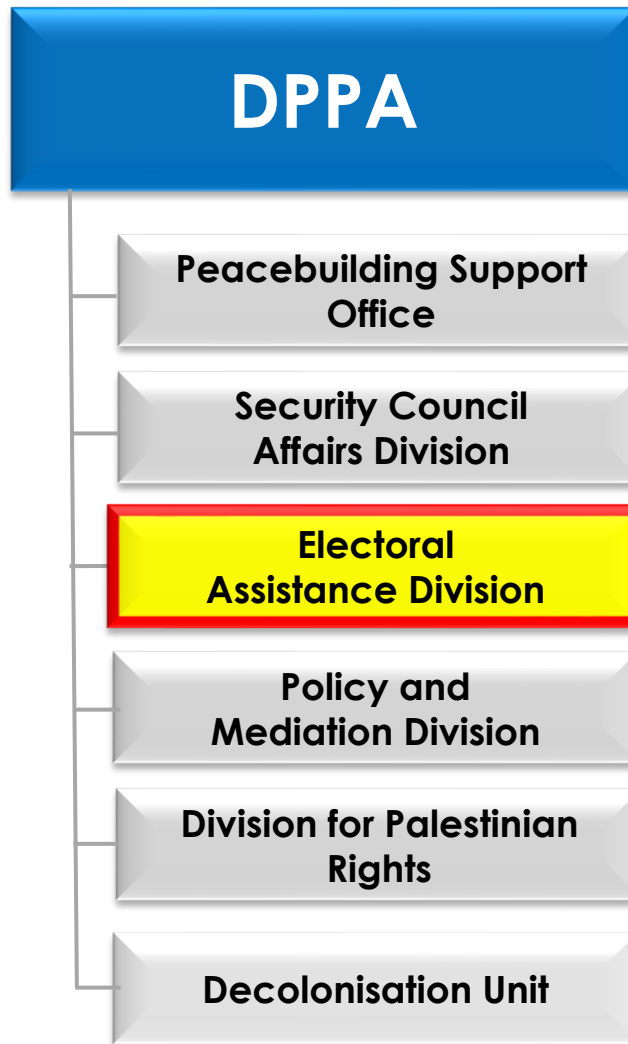 DPPA
Peacebuilding Support
Office
Security Council
Affairs Division
Electoral
Assistance Division
Policy and
Mediation Division
Division for Palestinian
Rights
Decolonisation Unit